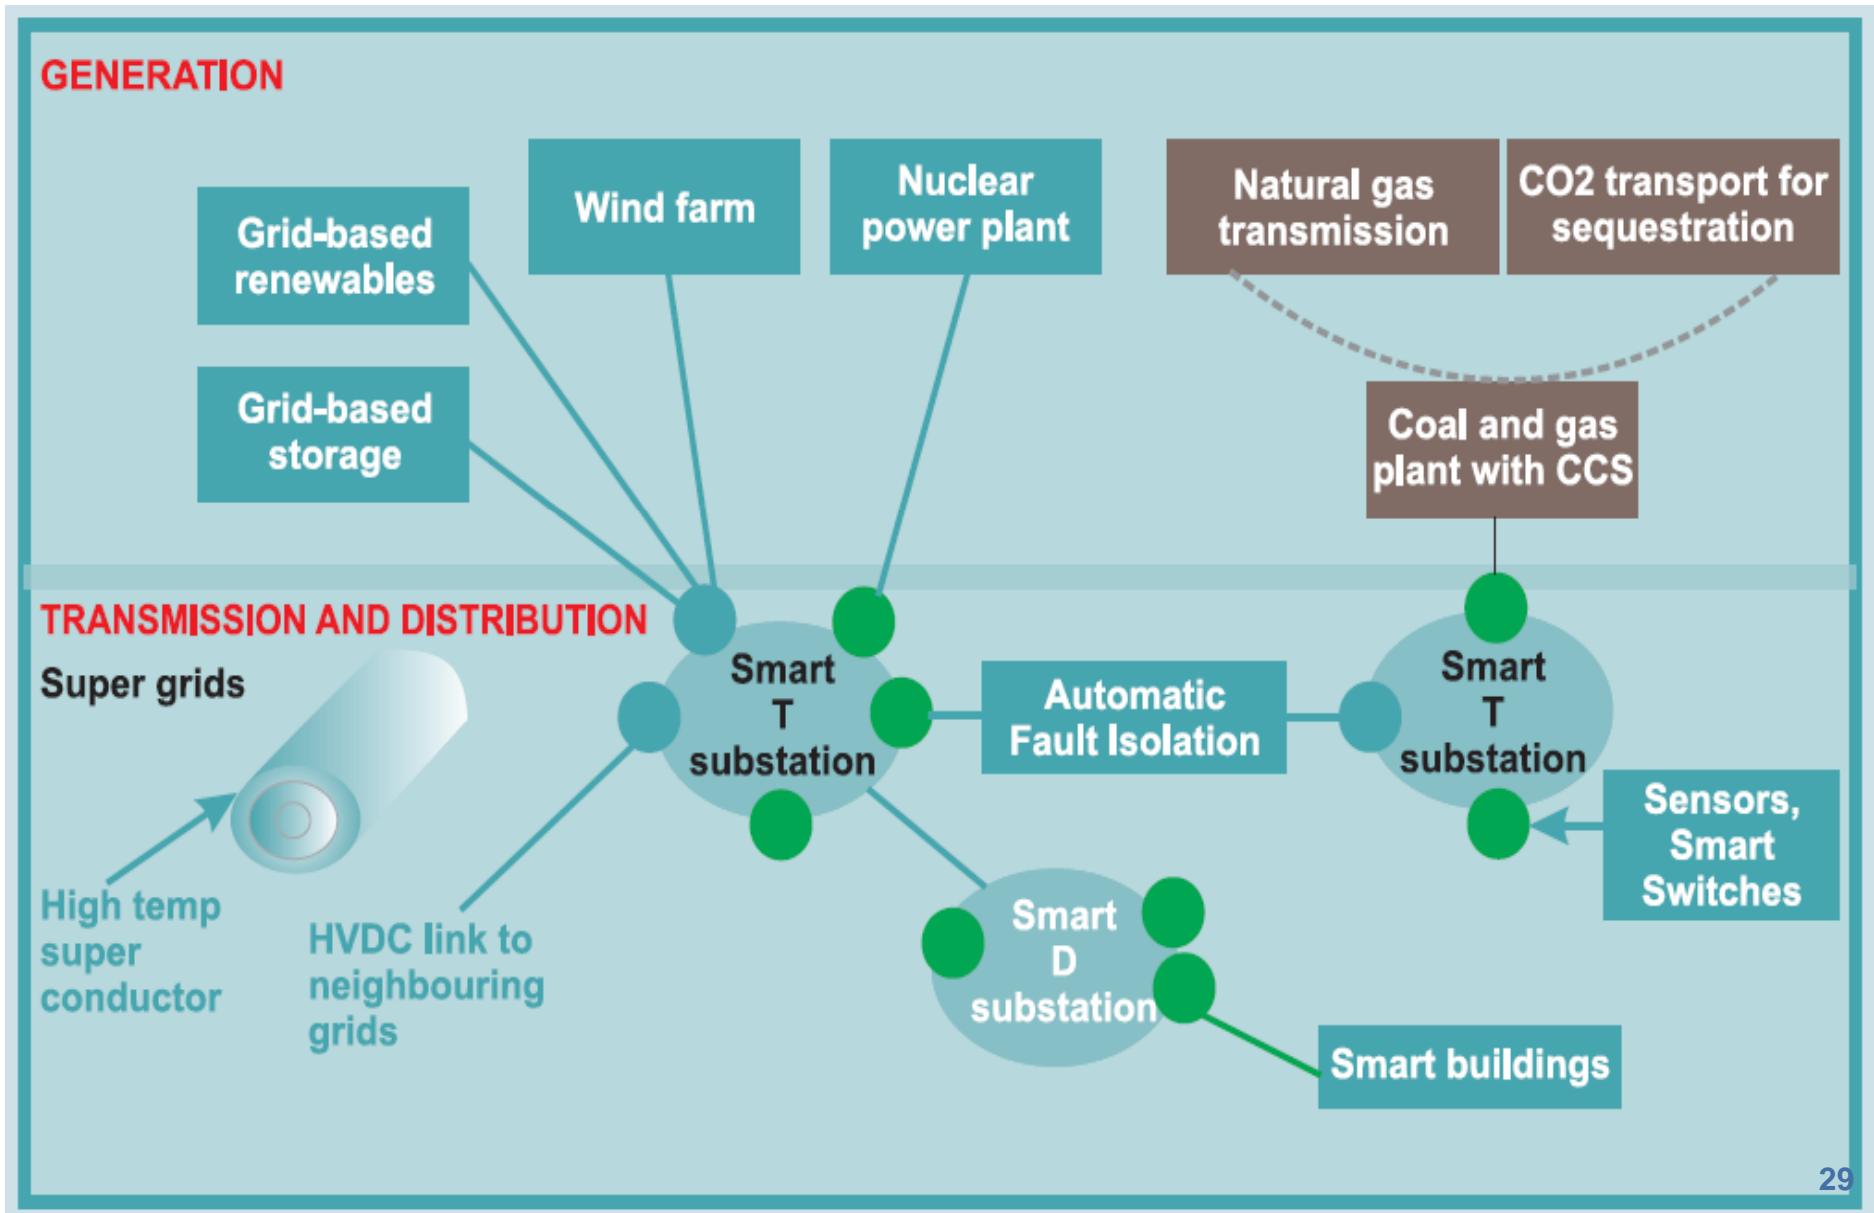 GENERATION
Grid-based
renewables
Wind farm
Nuclear
power plant
Natural gas
transmission
CO2 transport for
sequestration
Grid-based
storage
Coal and gas
plant with CCS
TRANSMISSION AND DISTRIBUTION
Super grids
Smart
T
substation
Automatic
Fault Isolation
Smart
T
substation
Sensors,
Smart
Switches
High temp
super
conductor
HVDC link to
neighbouring
grids
Smart
D
substation
Smart buildings
29